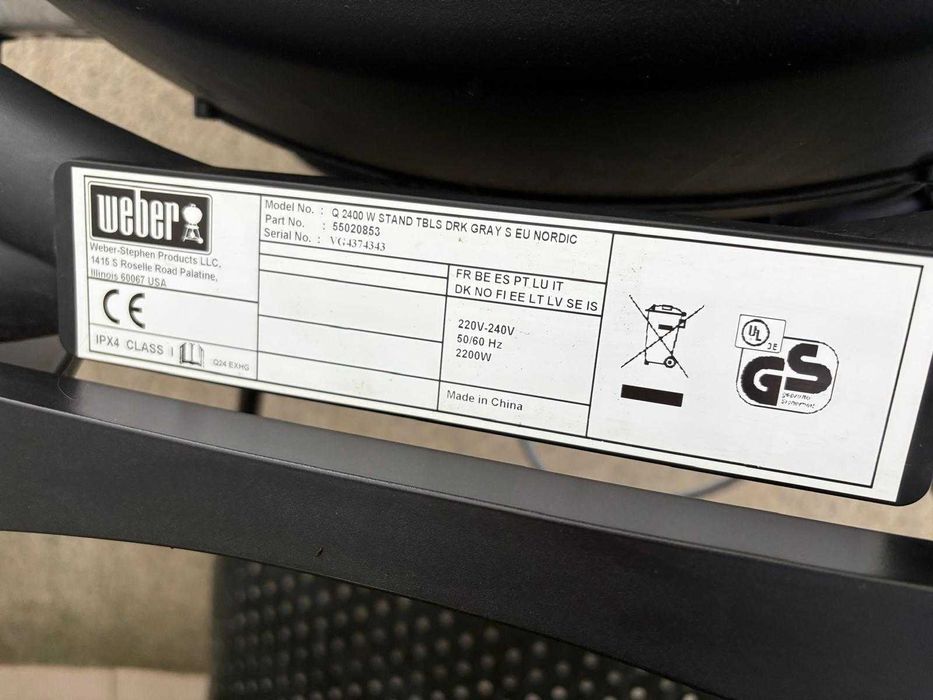 weber
Weber-Stephen Products LLC,
1415 S Roselle Road Palatine,
Illinois 60067 USA
CE
IPX4 CLASS I
Q24 EXHG
Model No. : Q 2400 W STAND TBLS DRK GRAY S EU NORDIC
Part No. : 55020853
Serial No. : VG4374343
FR BE ES PT LU IT
DK NO FI EE LT LV SE IS
220V-240V
50/60 Hz
2200W
Made in China
UL
DE
GS
geprüfte
Sicherheit